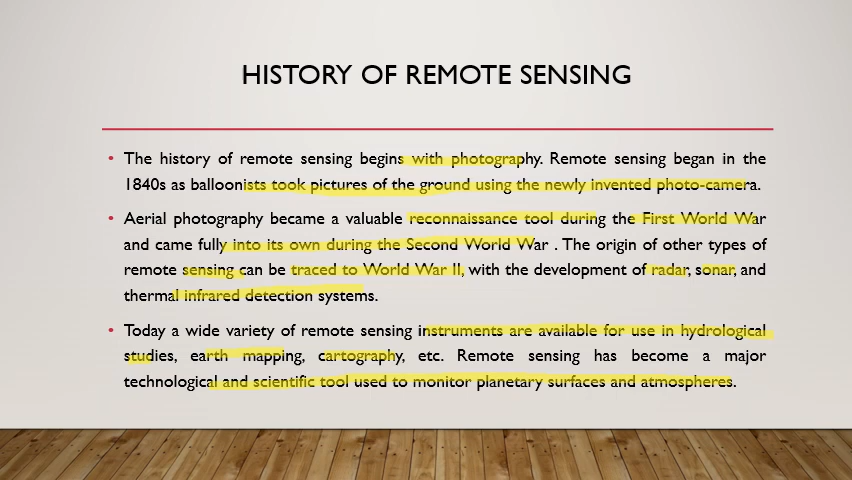 HISTORY OF REMOTE SENSING
• The history of remote sensing begins with photography. Remote sensing began in the
1840s as balloonists took pictures of the ground using the newly invented photo-camera.
• Aerial photography became a valuable reconnaissance tool during the First World War
and came fully into its own during the Second World War . The origin of other types of
remote sensing can be traced to World War II, with the development of radar, sonar, and
thermal infrared detection systems.
• Today a wide variety of remote sensing instruments are available for use in hydrological
studies, earth mapping, cartography, etc. Remote sensing has become a major
technological and scientific tool used to monitor planetary surfaces and atmospheres.